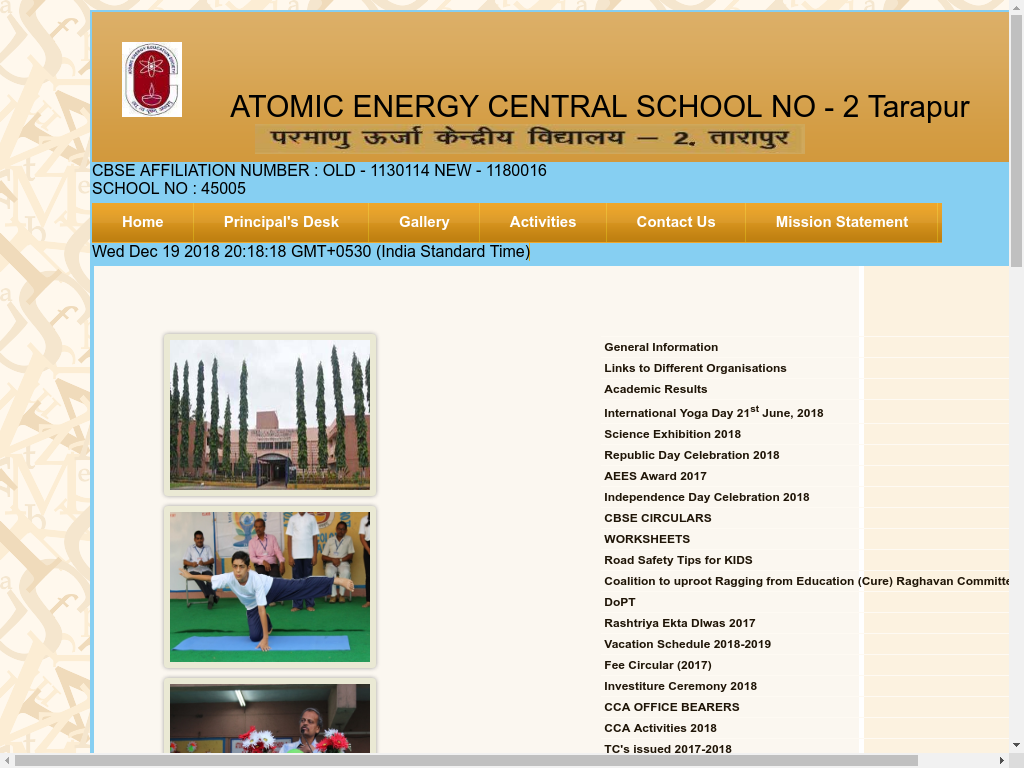 ATOMIC ENERGY CENTRAL SCHOOL NO - 2 Tarapur
परमाणु ऊर्जा केन्द्रीय विद्यालय – 2, तारापुर
CBSE AFFILIATION NUMBER : OLD - 1130114 NEW - 1180016
SCHOOL NO : 45005
Home Principal's Desk Gallery Activities Contact Us Mission Statement
Wed Dec 19 2018 20:18:18 GMT+0530 (India Standard Time)
General Information
Links to Different Organisations
Academic Results
International Yoga Day 21st June, 2018
Science Exhibition 2018
Republic Day Celebration 2018
AEES Award 2017
Independence Day Celebration 2018
CBSE CIRCULARS
WORKSHEETS
Road Safety Tips for KIDS
Coalition to uproot Ragging from Education (Cure) Raghavan Committe
DoPT
Rashtriya Ekta DIwas 2017
Vacation Schedule 2018-2019
Fee Circular (2017)
Investiture Ceremony 2018
CCA OFFICE BEARERS
CCA Activities 2018
TC's issued 2017-2018